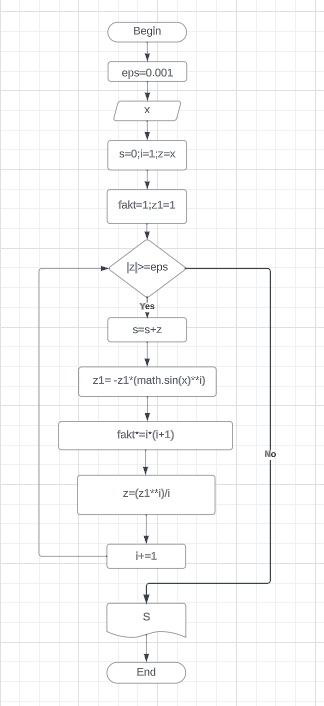 Begin
eps=0.001
x
s=0;i=1;z=x
fakt=1;z1=1
|z|>=eps
Yes
s=s+z
z1= -z1*(math.sin(x)**i)
fakt*=i*(i+1)
No
z=(z1**i)/i
i+=1
S
End